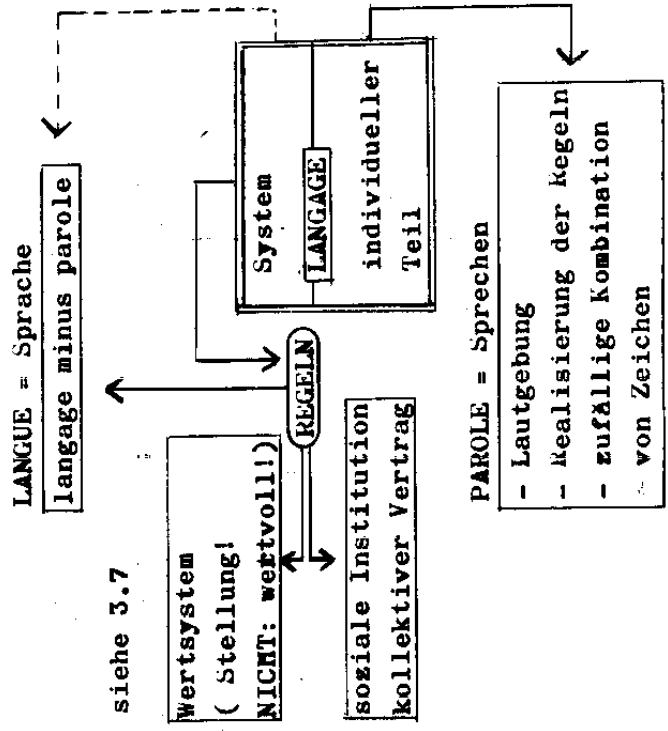 LANGUE = Sprache
langage minus parole
siehe 3.7
Wertsystem
( Stellung!
NICHT: wertvoll!)
REGELN
System
LANGAGE
individueller
Teil
soziale Institution
kollektiver Vertrag
PAROLE = Sprechen
- Lautgebung
- Realisierung der Regeln
- zufällige Kombination
- von Zeichen